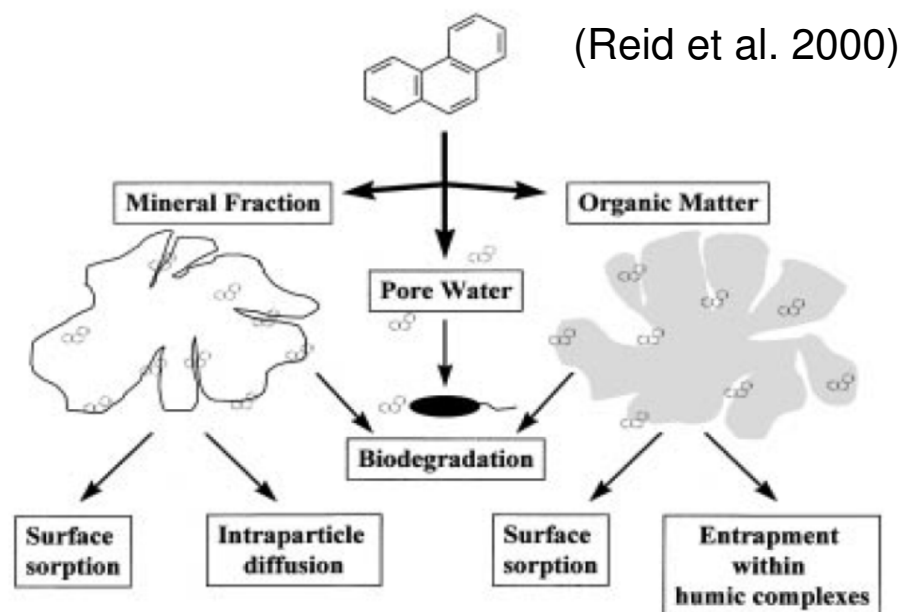 (Reid et al. 2000)
Mineral Fraction
Organic Matter
Pore Water
Biodegradation
Surface
sorption
Intraparticle
diffusion
Surface
sorption
Entrapment
within
humic complexes